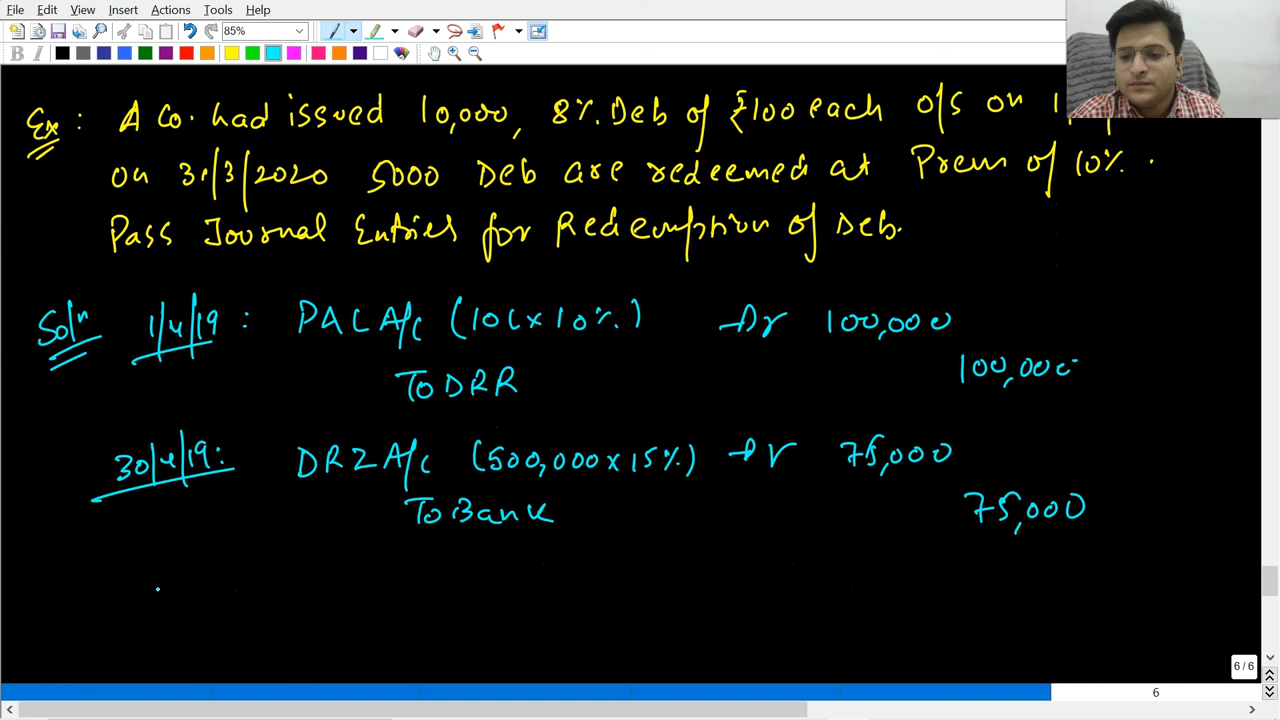 File Edit View Insert Actions Tools Help
85%
B I U
Ex : A Co. had issued 10,000, 8% Deb of ₹100 each o/s on
on 31/3/2020 5000 Deb are redeemed at Prem of 10% .
Pass Journal Entries for Redemption of Deb.
Soln 1/4/19 : P&L A/c (10L x 10%) Dr 100,000
To DRR 100,000
30/4/19: DRI A/c (500,000 x 15%) Dr 75,000
To Bank 75,000
6 / 6
6